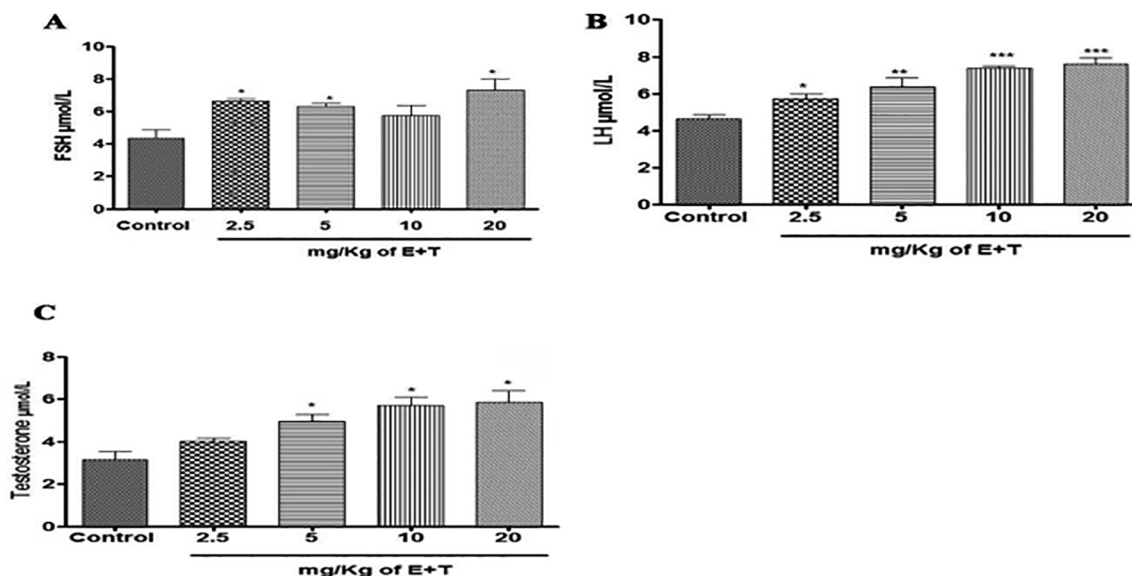 A
FSH µmol/L
10
8
6
4
2
0
* * *
Control 2.5 5 10 20
mg/Kg of E+T
B
LH µmol/L
10
8
6
4
2
0
* ** *** ***
Control 2.5 5 10 20
mg/Kg of E+T
C
Testosterone µmol/L
8
6
4
2
0
* * *
Control 2.5 5 10 20
mg/Kg of E+T